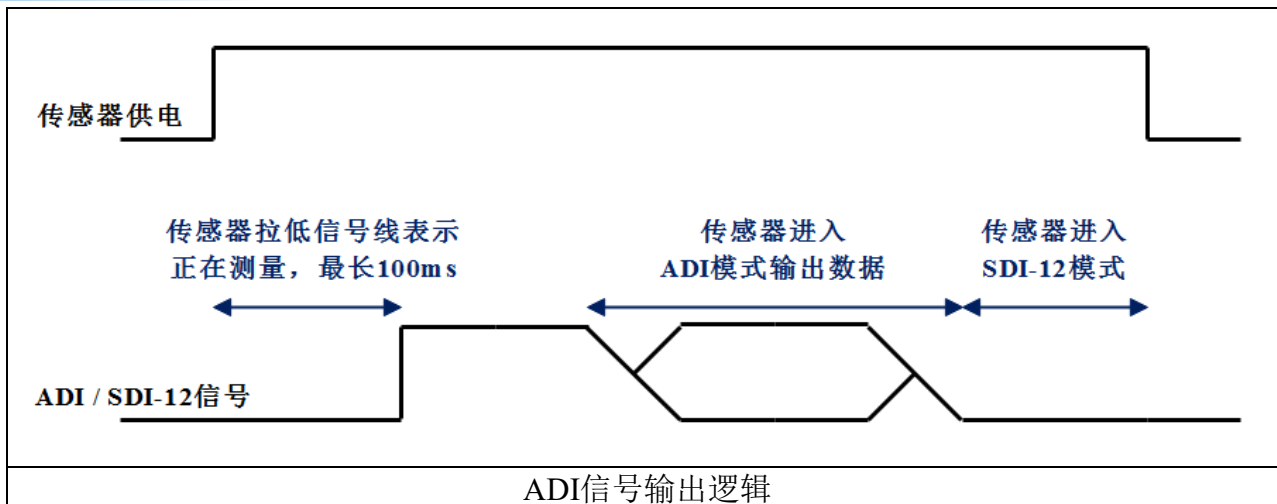 传感器供电
传感器拉低信号线表示
正在测量，最长100ms
传感器进入
ADI模式输出数据
传感器进入
SDI-12模式
ADI / SDI-12信号
ADI信号输出逻辑